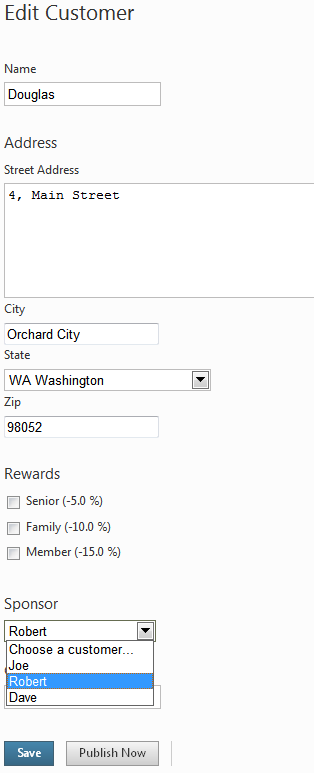 Edit Customer
Name
Douglas
Address
Street Address
4, Main Street
City
Orchard City
State
WA Washington
Zip
98052
Rewards
Senior (-5.0 %)
Family (-10.0 %)
Member (-15.0 %)
Sponsor
Robert
Choose a customer...
Joe
Robert
Dave
Save
Publish Now